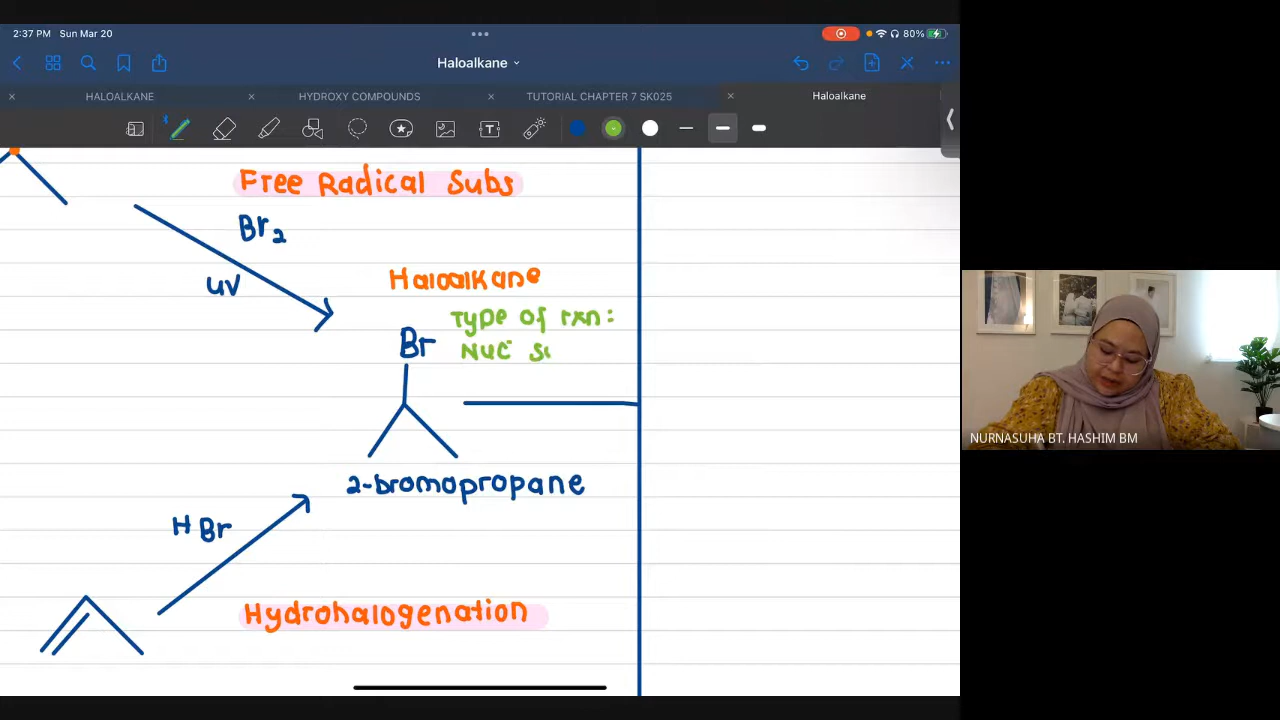 2:37 PM Sun Mar 20
80%
Haloalkane
HALOALKANE
HYDROXY COMPOUNDS
TUTORIAL CHAPTER 7 SK025
Haloalkane
Free Radical Subs
Br2
uv
Haloalkane
Type of rxn:
Br
NUC
2-bromopropane
HBr
Hydrohalogenation
NURNASUHA BT. HASHIM BM